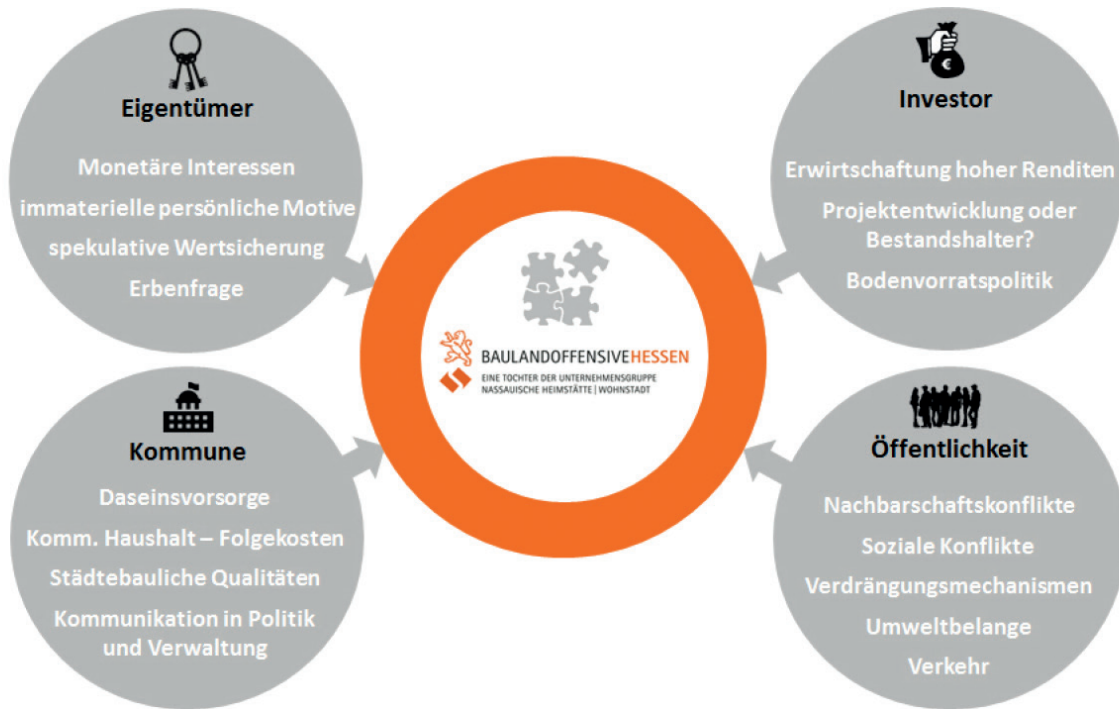 Eigentümer
Monetäre Interessen
immaterielle persönliche Motive
spekulative Wertsicherung
Erbenfrage
€
Investor
Erwirtschaftung hoher Renditen
Projektentwicklung oder
Bestandshalter?
Bodenvorratspolitik
BAULANDOFFENSIVEHESSEN
EINE TOCHTER DER UNTERNEHMENSGRUPPE
NASSAUISCHE HEIMSTÄTTE | WOHNSTADT
Kommune
Daseinsvorsorge
Komm. Haushalt – Folgekosten
Städtebauliche Qualitäten
Kommunikation in Politik
und Verwaltung
Öffentlichkeit
Nachbarschaftskonflikte
Soziale Konflikte
Verdrängungsmechanismen
Umweltbelange
Verkehr